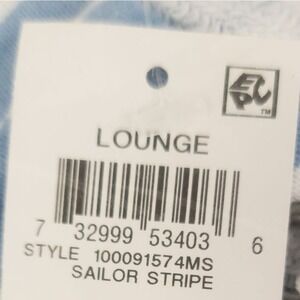 LOUNGE
7 32999 53403 6
STYLE 100091574MS
SAILOR STRIPE